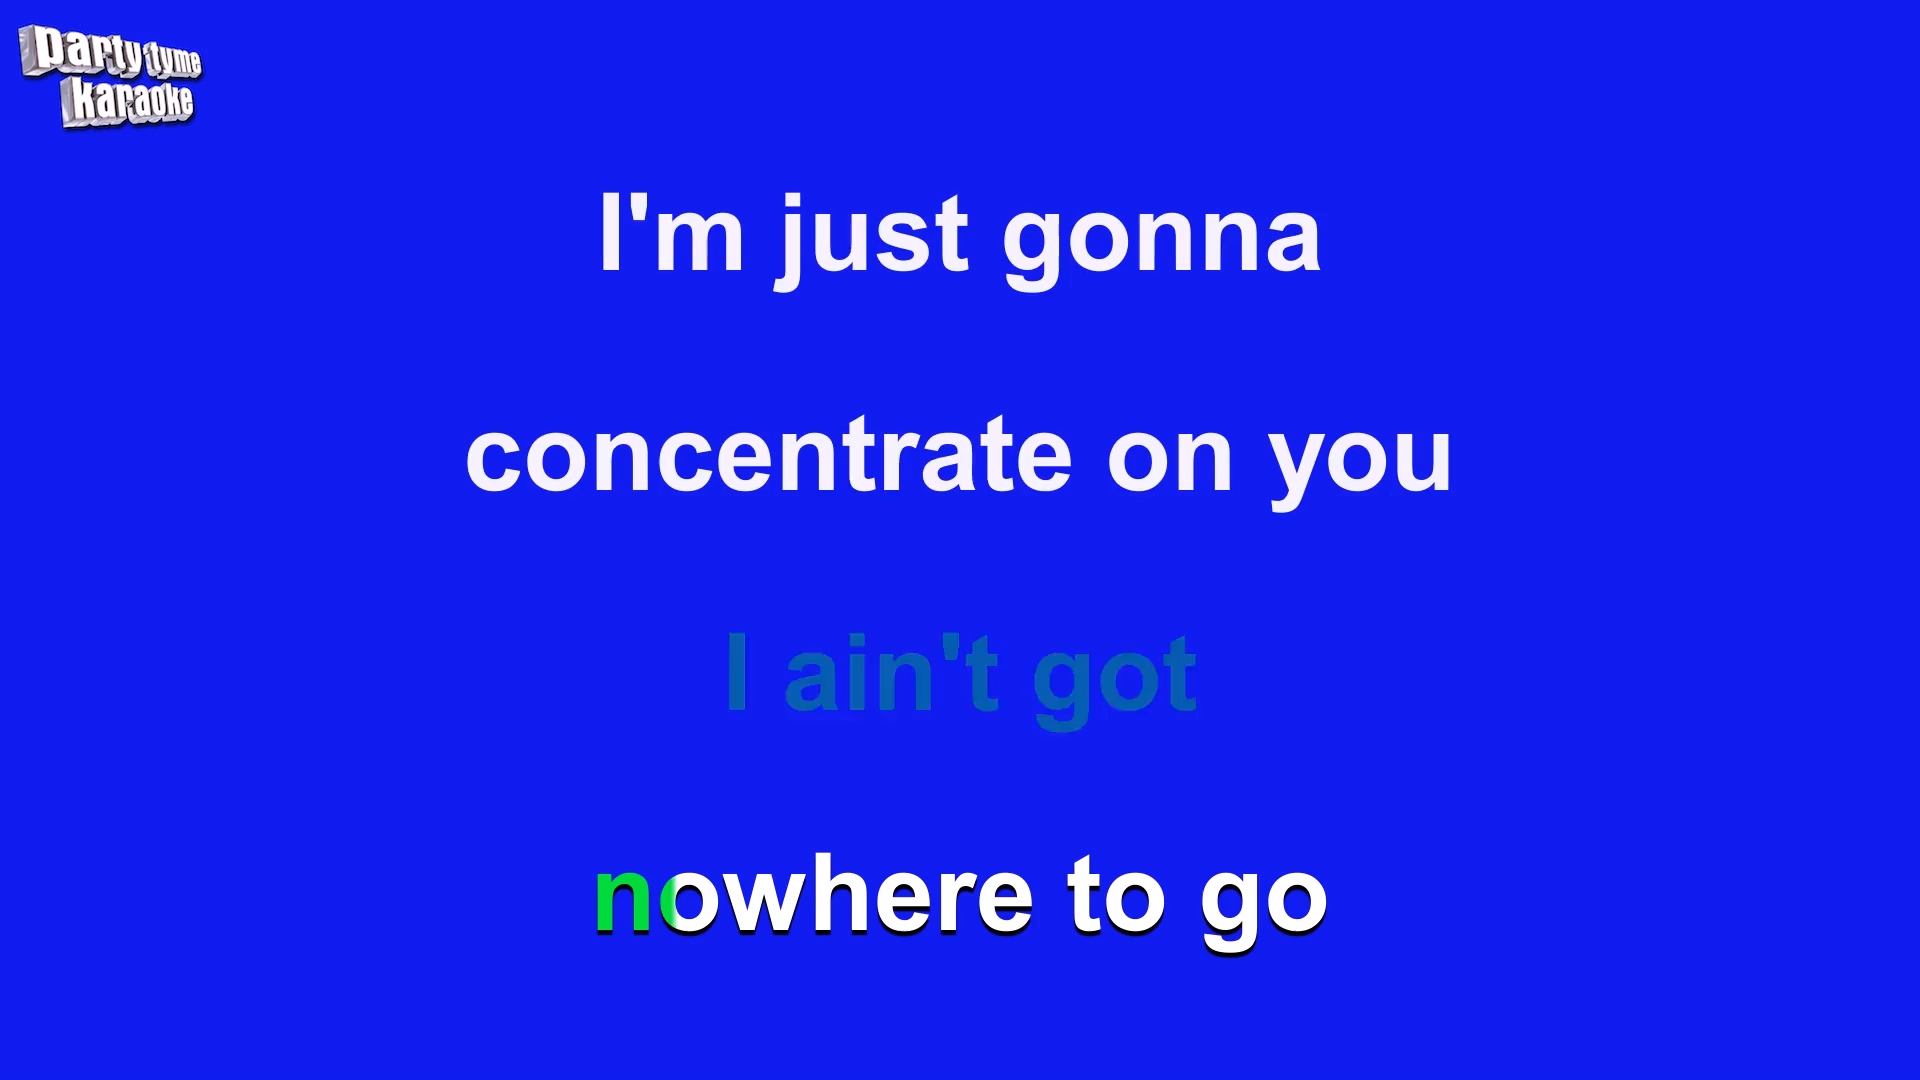 party tyme
karaoke
I'm just gonna
concentrate on you
I ain't got
nowhere to go